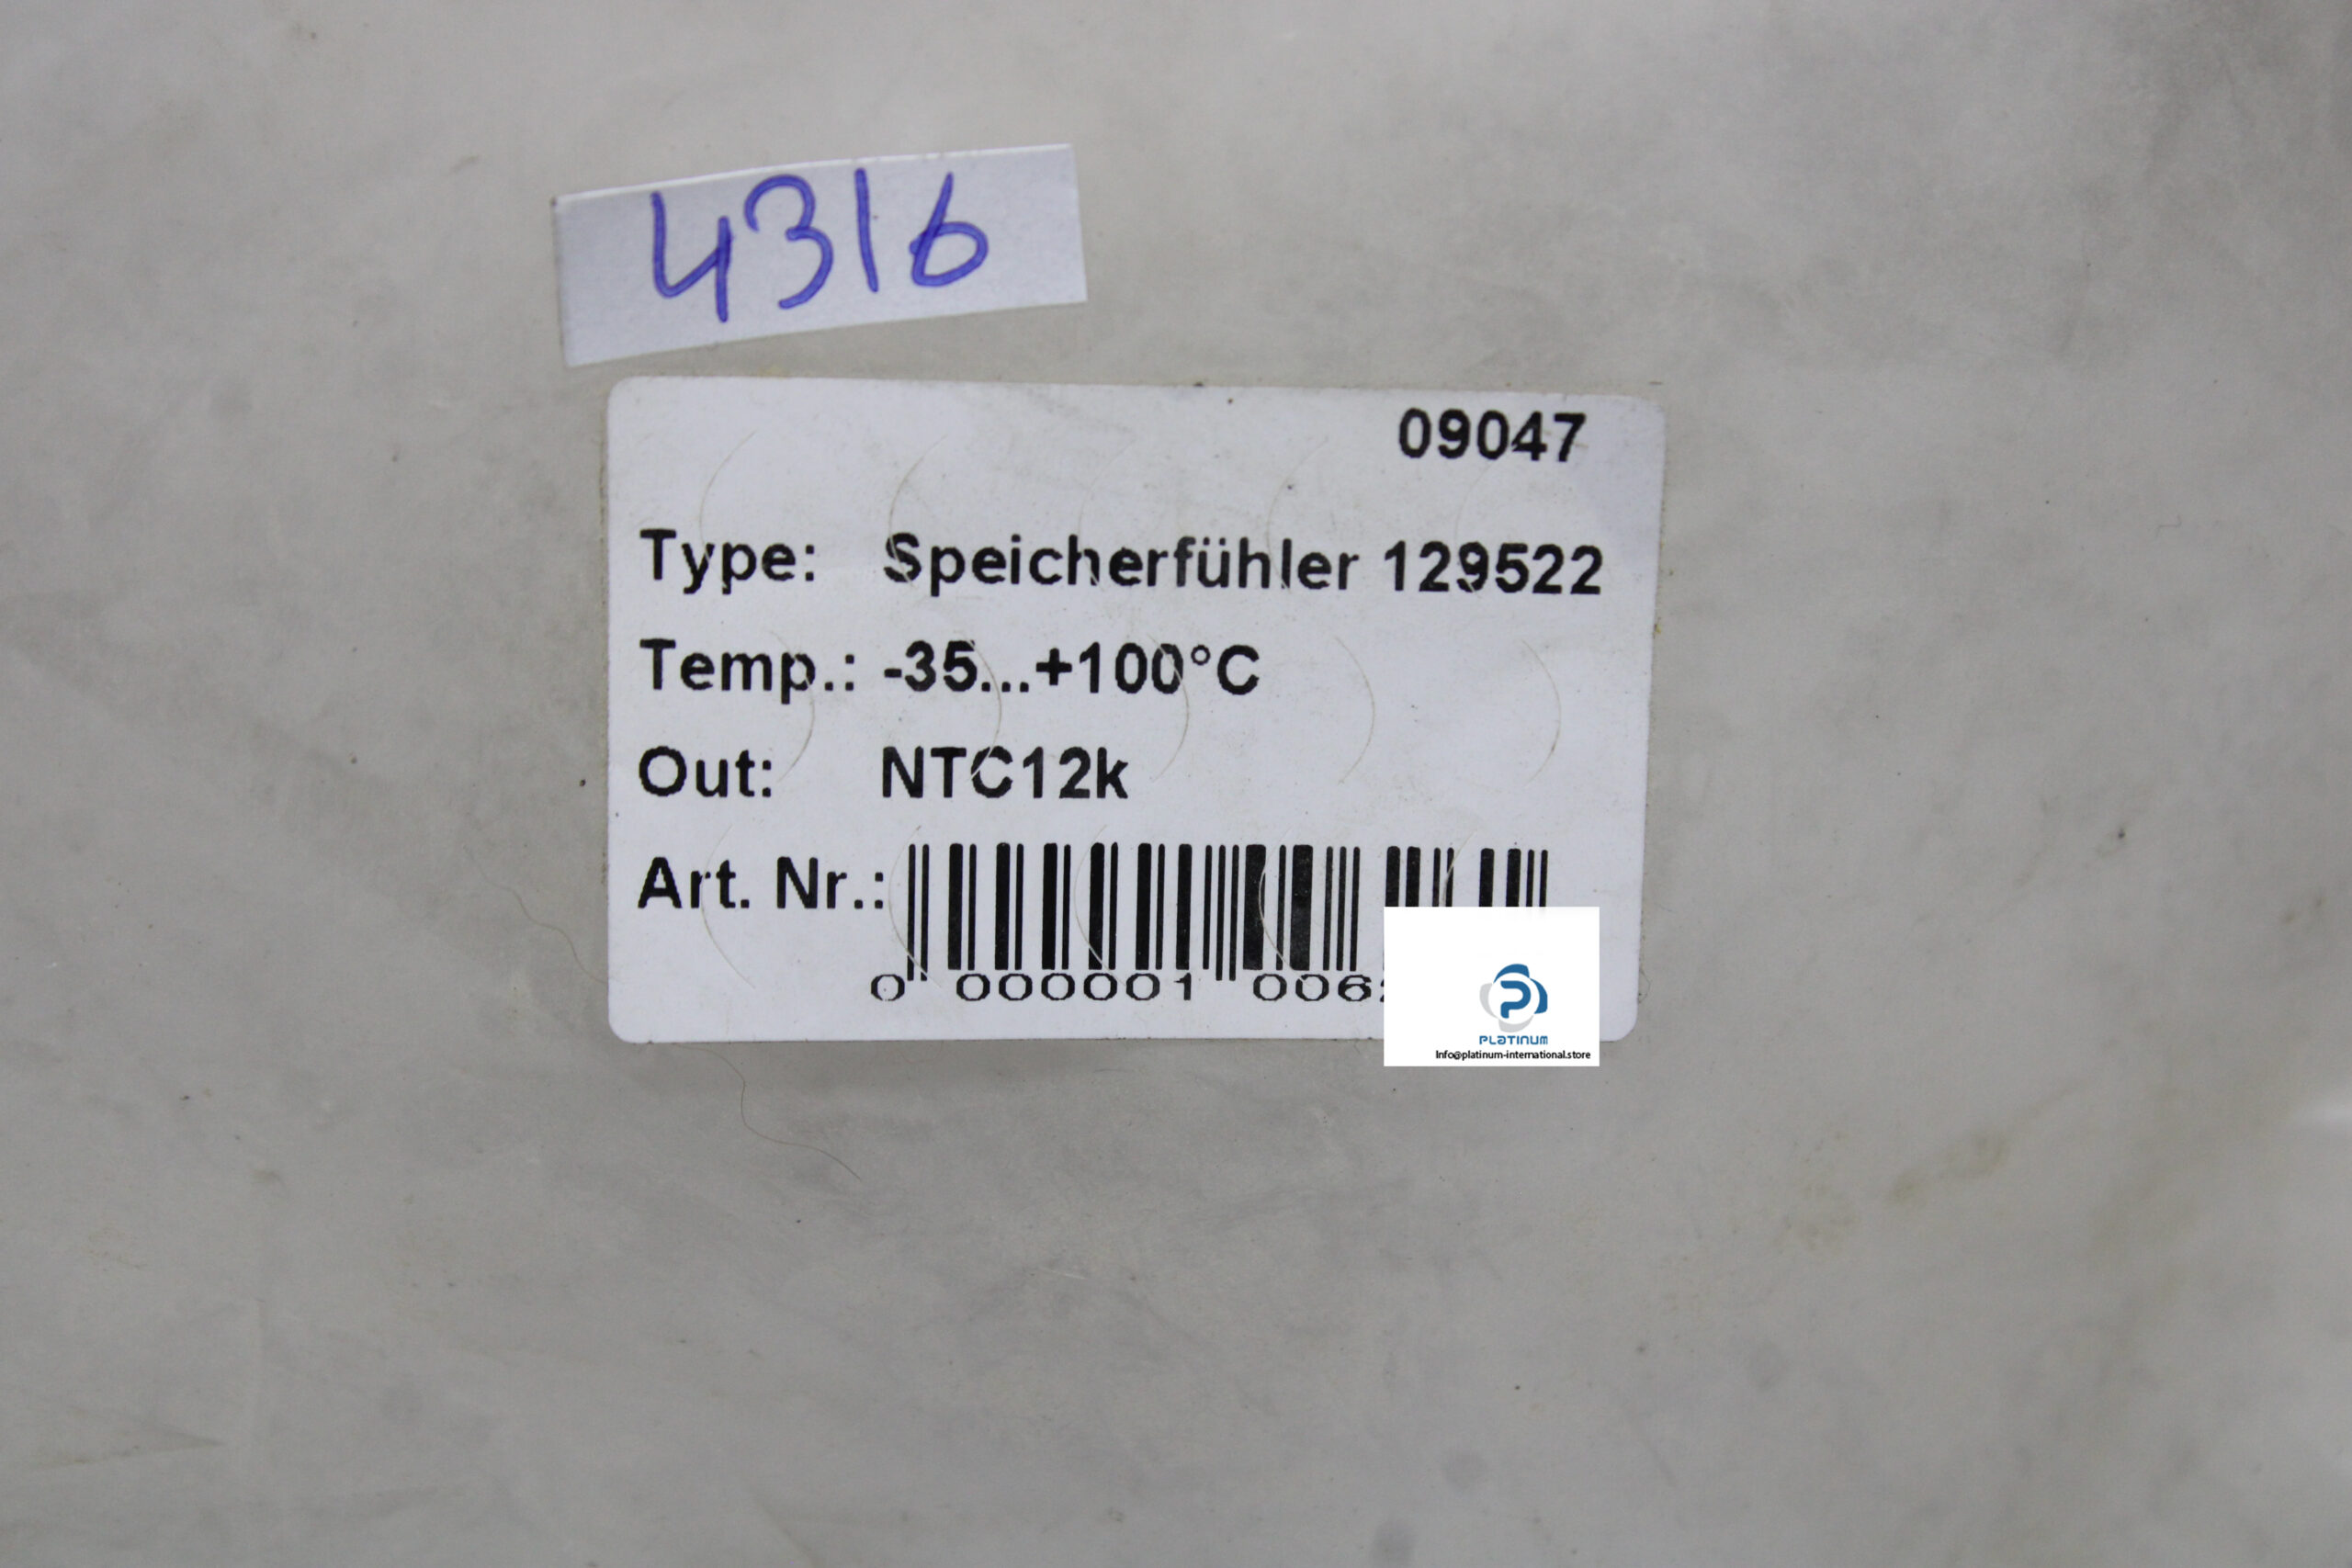 4316
09047
Type: Speicherfühler 129522
Temp.: -35...+100°C
Out: NTC12k
Art. Nr.:
0 000001 006
PLATINUM
Info@platinum-international.store